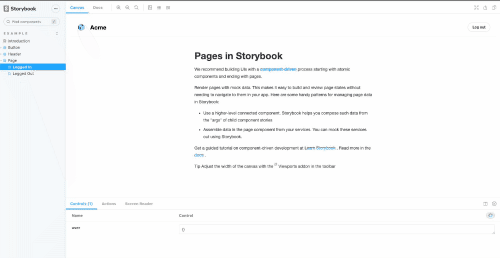 Storybook
Canvas
Docs
Find components
Acme
Log out
EXAMPLE
Introduction
Button
Header
Page
Logged In
Logged Out
Pages in Storybook
We recommend building UIs with a component-driven process starting with atomic
components and ending with pages.
Render pages with mock data. This makes it easy to build and review page states without
needing to navigate to them in your app. Here are some handy patterns for managing page data
in Storybook:
Use a higher-level connected component. Storybook helps you compose such data from
the "args" of child component stories
Assemble data in the page component from your services. You can mock these services
out using Storybook.
Get a guided tutorial on component-driven development at Learn Storybook . Read more in the
docs .
Tip Adjust the width of the canvas with the Viewports addon in the toolbar
Controls (1)
Actions
Screen Reader
Name
Control
user